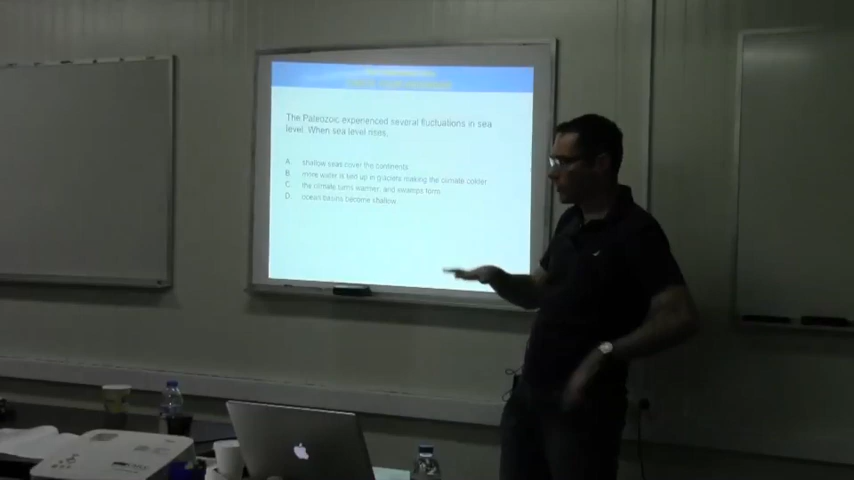 The Paleozoic experienced several fluctuations in sea
level. When sea level rises,
A. shallow seas cover the continents.
B. more water is tied up in glaciers making the climate colder.
C. the climate turns warmer, and swamps form.
D. ocean basins become shallow.